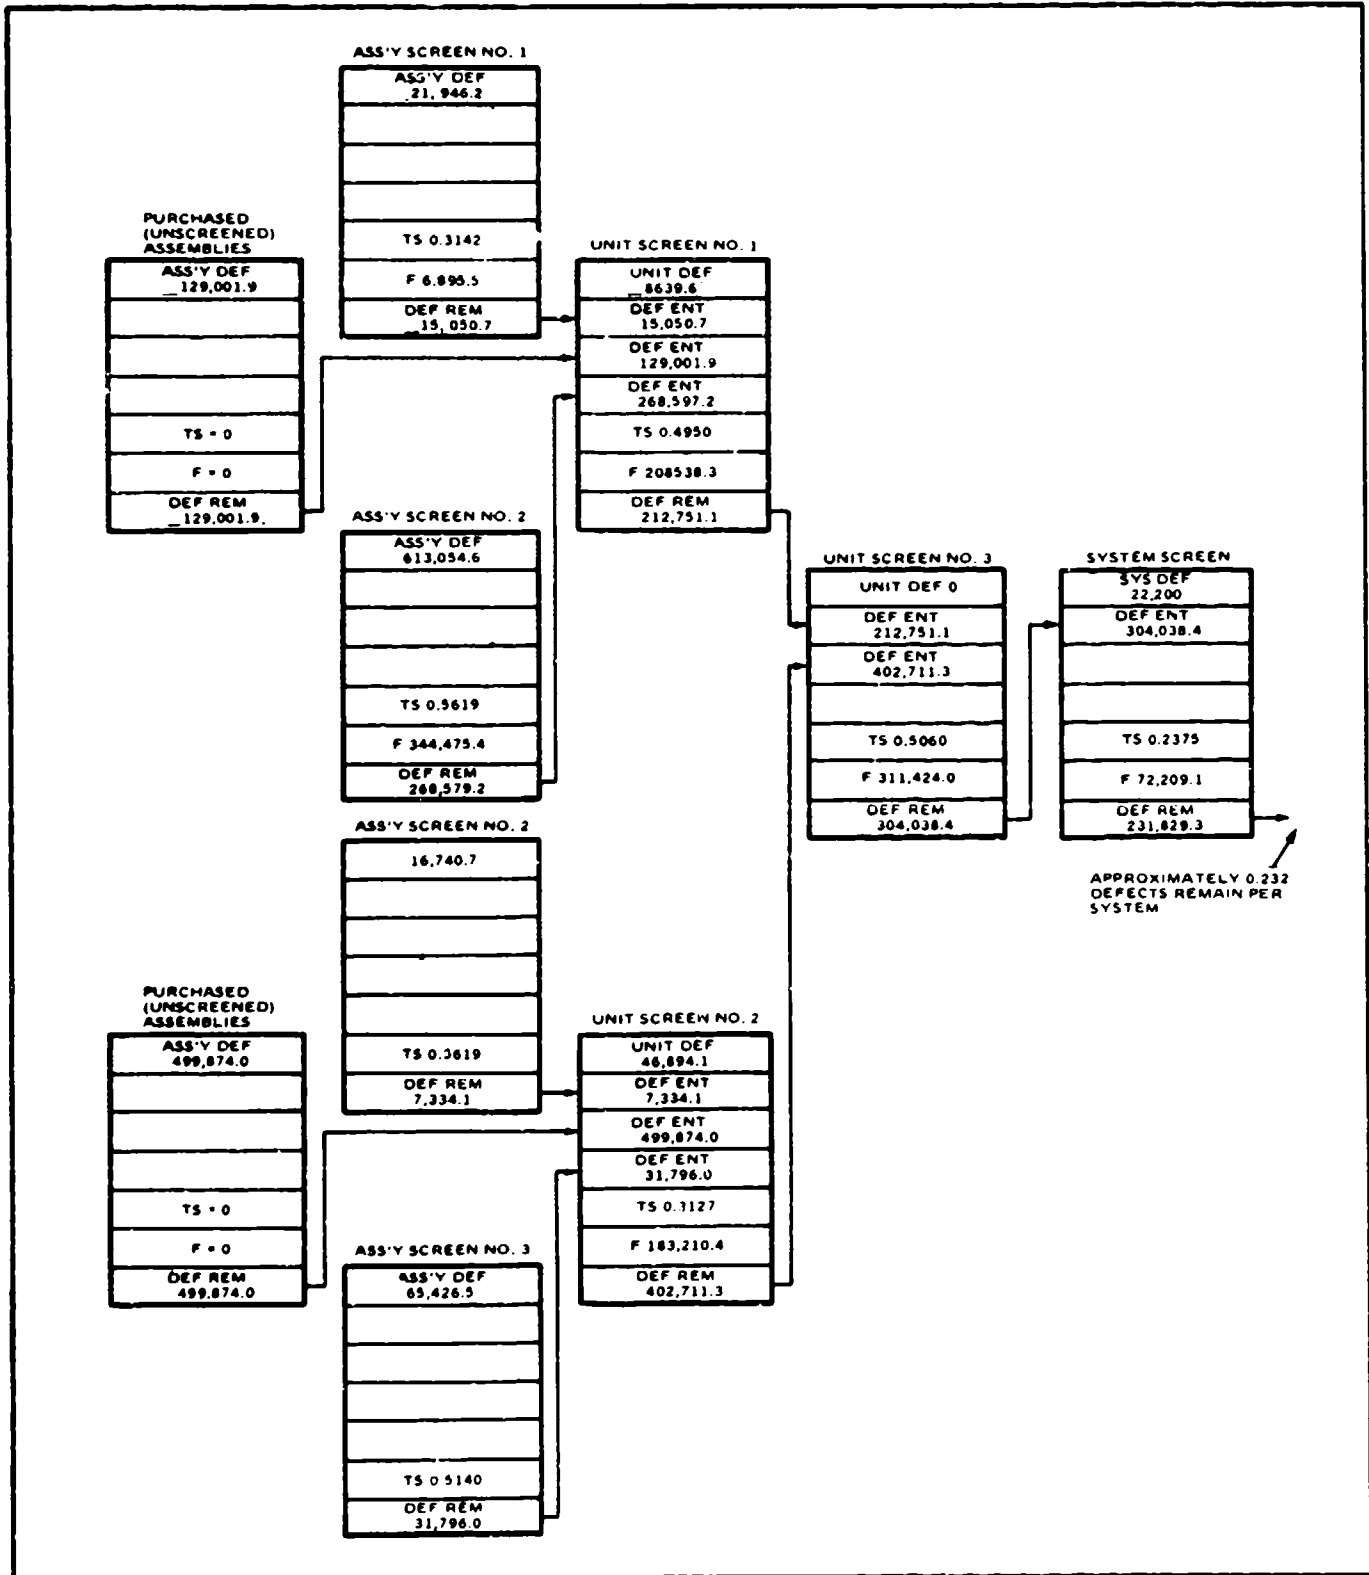 ASS'Y SCREEN NO. 1
ASS'Y DEF
21,946.2
TS 0.3142
F 6.895.5
DEF REM
15,050.7
PURCHASED
(UNSCREENED)
ASSEMBLIES
ASS'Y DEF
129,001.9
TS = 0
F = 0
DEF REM
129,001.9
UNIT SCREEN NO. 1
UNIT DEF
8639.6
DEF ENT
15,050.7
DEF ENT
129,001.9
DEF ENT
268,597.2
TS 0.4950
F 208538.3
DEF REM
212,751.1
ASS'Y SCREEN NO. 2
ASS'Y DEF
613,054.6
TS 0.5619
F 344,475.4
DEF REM
268,579.2
UNIT SCREEN NO. 3
UNIT DEF 0
DEF ENT
212,751.1
DEF ENT
402,711.3
TS 0.5060
F 311,424.0
DEF REM
304,038.4
SYSTEM SCREEN
SYS DEF
22,200
DEF ENT
304,038.4
TS 0.2375
F 72,209.1
DEF REM
231,829.3
APPROXIMATELY 0.232
DEFECTS REMAIN PER
SYSTEM
ASS'Y SCREEN NO. 2
16,740.7
TS 0.3619
DEF REM
7,334.1
PURCHASED
(UNSCREENED)
ASSEMBLIES
ASS'Y DEF
499,874.0
TS = 0
F = 0
DEF REM
499,874.0
UNIT SCREEN NO. 2
UNIT DEF
46,894.1
DEF ENT
7,334.1
DEF ENT
499,874.0
DEF ENT
31,796.0
TS 0.3127
F 183,210.4
DEF REM
402,711.3
ASS'Y SCREEN NO. 3
ASS'Y DEF
65,426.5
TS 0.5140
DEF REM
31,796.0